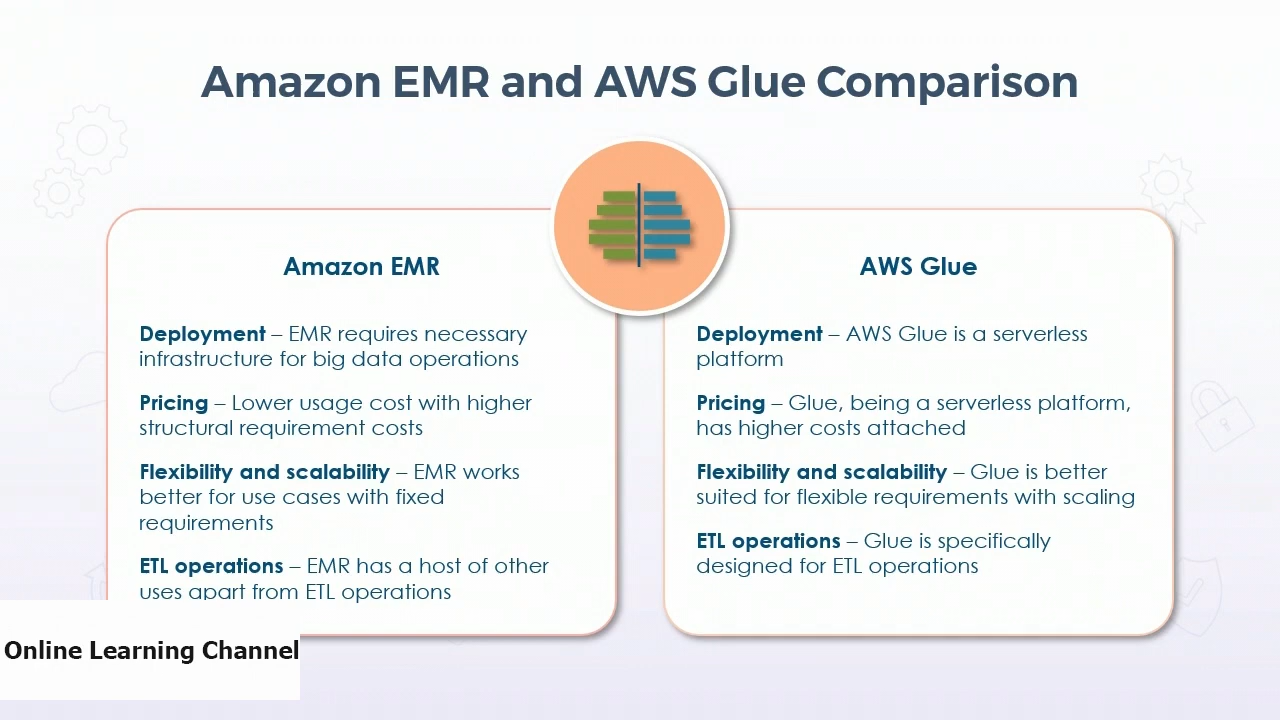 Amazon EMR and AWS Glue Comparison
Amazon EMR
Deployment – EMR requires necessary
infrastructure for big data operations
Pricing – Lower usage cost with higher
structural requirement costs
Flexibility and scalability – EMR works
better for use cases with fixed
requirements
ETL operations – EMR has a host of other
uses apart from ETL operations
AWS Glue
Deployment – AWS Glue is a serverless
platform
Pricing – Glue, being a serverless platform,
has higher costs attached
Flexibility and scalability – Glue is better
suited for flexible requirements with scaling
ETL operations – Glue is specifically
designed for ETL operations
Online Learning Channel